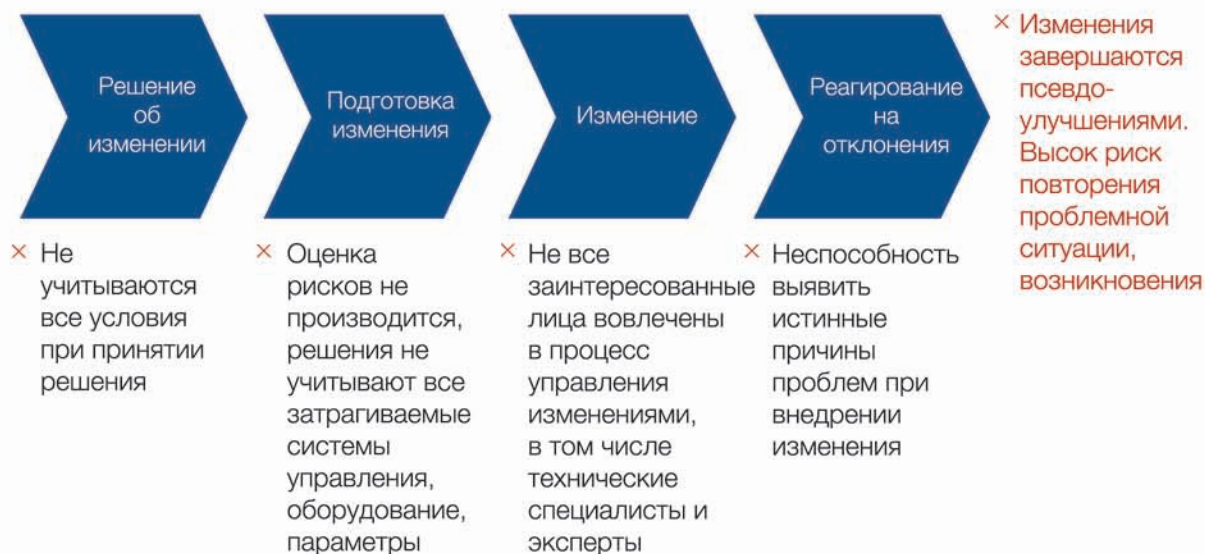 Решение
об
изменении
Подготовка
изменения
Изменение
Реагирование
на
отклонения
× Изменения
завершаются
псевдо-
улучшениями.
Высок риск
повторения
проблемной
ситуации,
возникновения
× Не
учитываются
все условия
при принятии
решения
× Оценка
рисков не
производится,
решения не
учитывают все
затрагиваемые
системы
управления,
оборудование,
параметры
× Не все
заинтересованные
лица вовлечены
в процесс
управления
изменениями,
в том числе
технические
специалисты и
эксперты
× Неспособность
выявить
истинные
причины
проблем при
внедрении
изменения